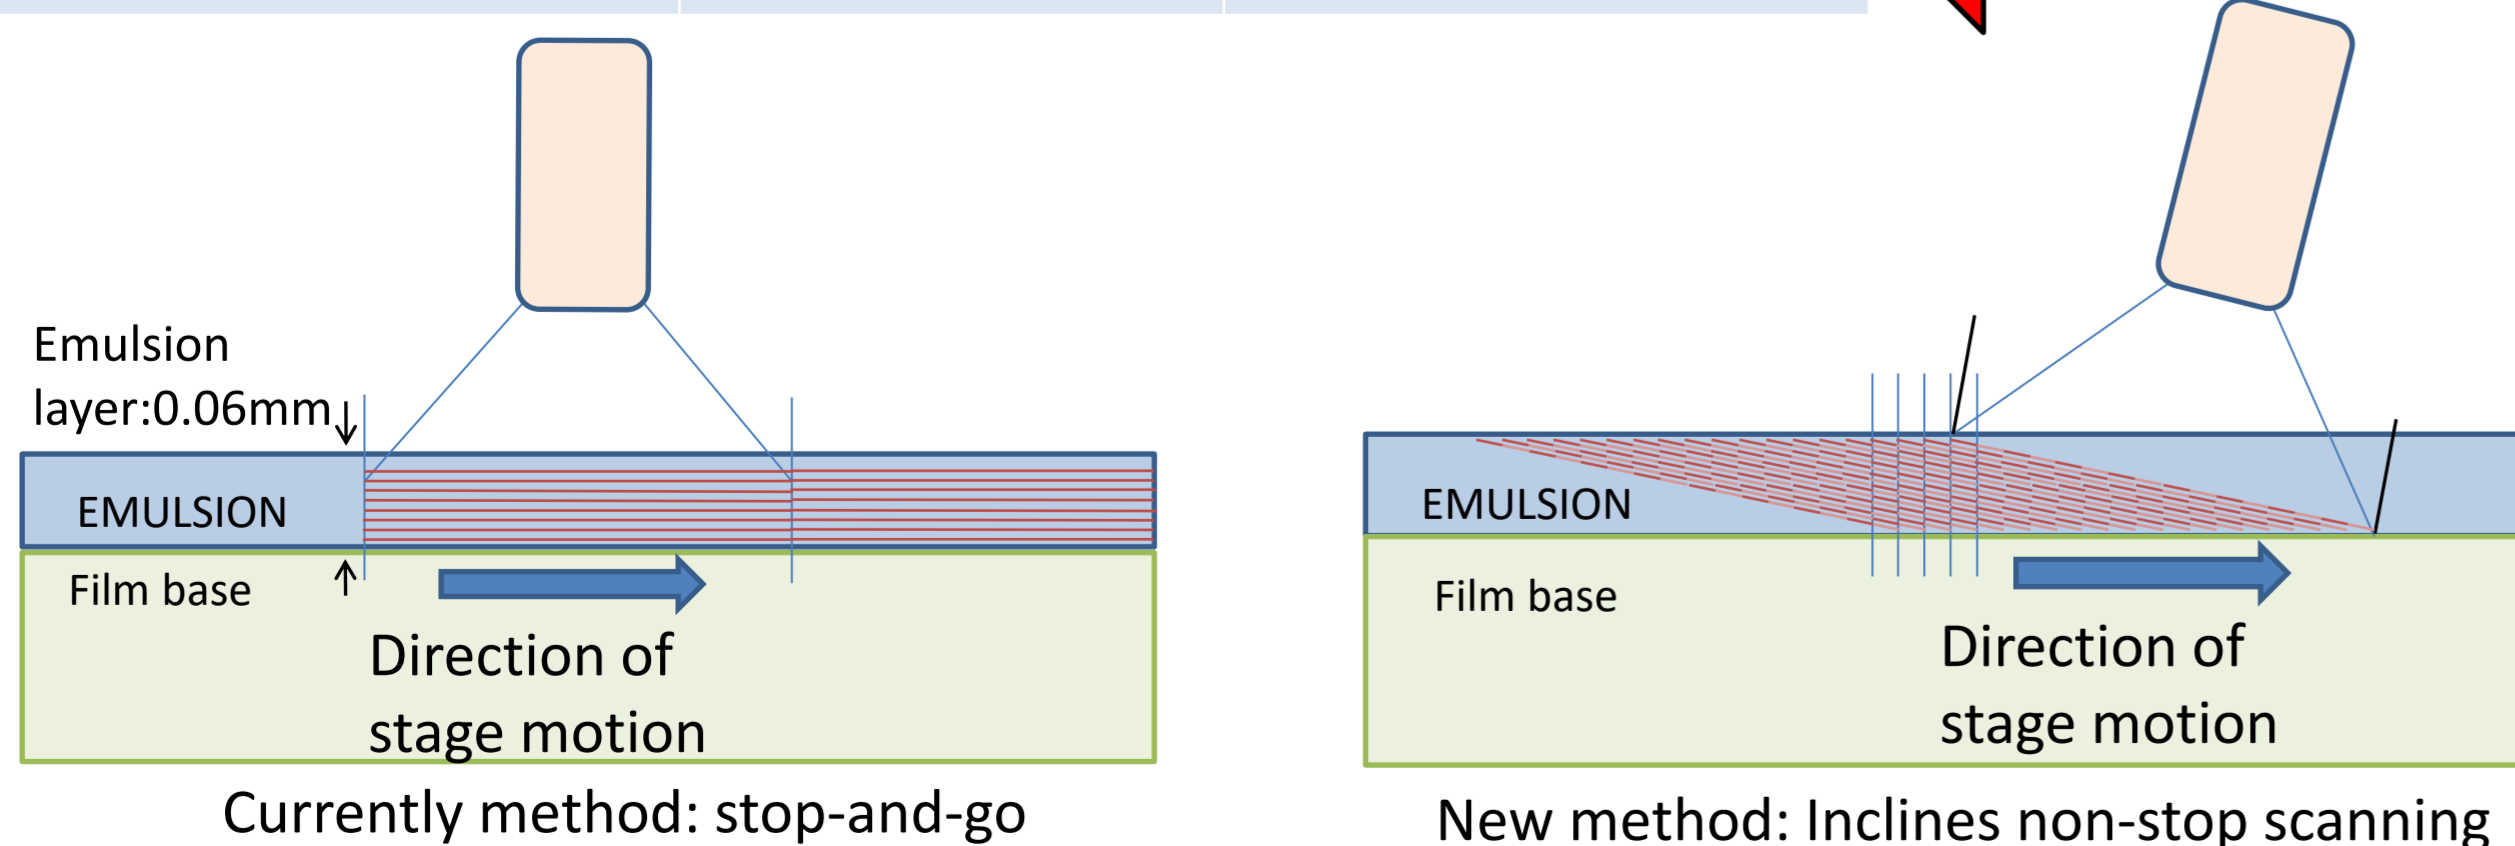 Emulsion
layer:0.06mm
EMULSION
Film base
Direction of
stage motion
Currently method: stop-and-go
EMULSION
Film base
Direction of
stage motion
New method: Inclines non-stop scanning